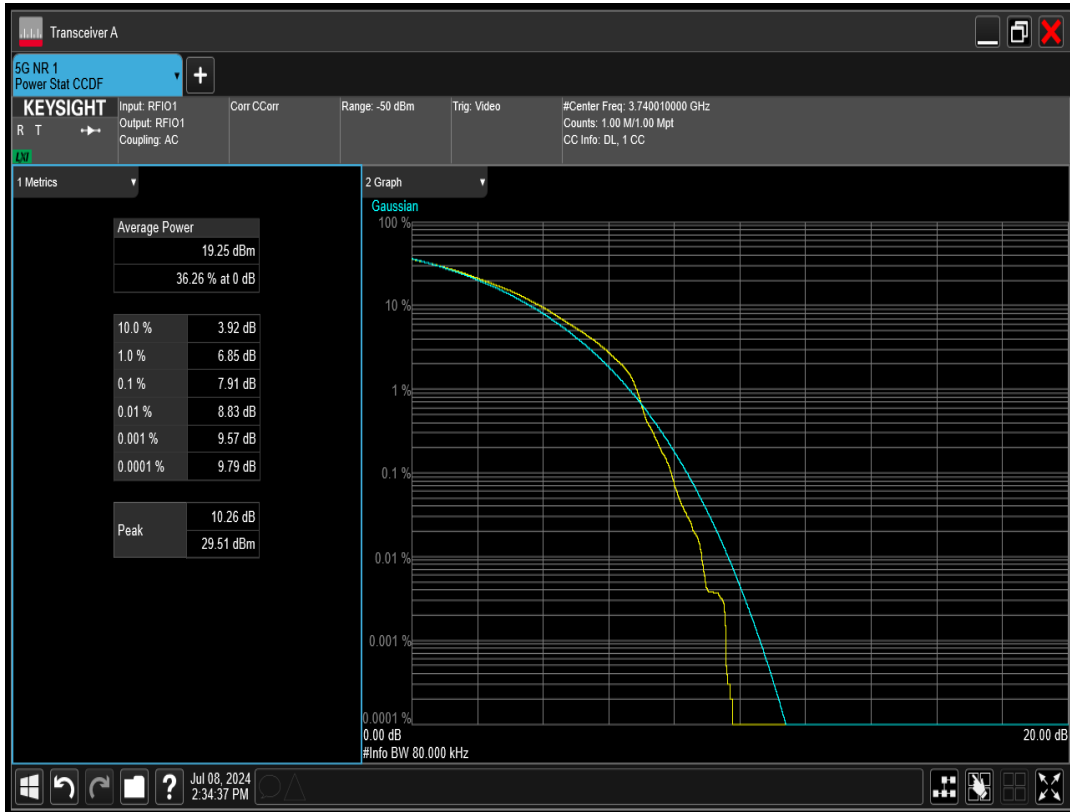 Transceiver A
5G NR 1
Power Stat CCDF
+
KEYSIGHT
R T
LXI
Input: RFIO1
Output: RFIO1
Coupling: AC
Corr CCorr
Range: -50 dBm
Trig: Video
#Center Freq: 3.740010000 GHz
Counts: 1.00 M/1.00 Mpt
CC Info: DL, 1 CC
1 Metrics
Average Power
19.25 dBm
36.26 % at 0 dB
10.0 % 3.92 dB
1.0 % 6.85 dB
0.1 % 7.91 dB
0.01 % 8.83 dB
0.001 % 9.57 dB
0.0001 % 9.79 dB
Peak
10.26 dB
29.51 dBm
2 Graph
Gaussian
100 %
10 %
1 %
0.1 %
0.01 %
0.001 %
0.0001 %
0.00 dB
20.00 dB
#Info BW 80.000 kHz
?
Jul 08, 2024
2:34:37 PM